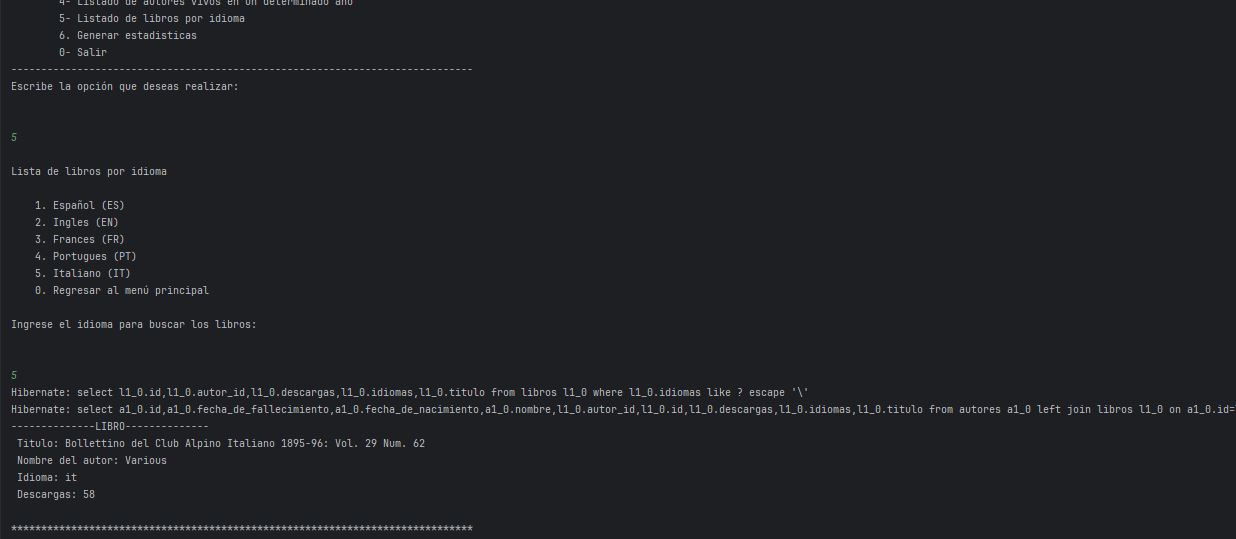 4- Listado de autores vivos en un determinado año
5- Listado de libros por idioma
6. Generar estadisticas
0- Salir
-----------------------------------------------------------------------------
Escribe la opción que deseas realizar:
5
Lista de libros por idioma
1. Español (ES)
2. Ingles (EN)
3. Frances (FR)
4. Portugues (PT)
5. Italiano (IT)
0. Regresar al menú principal
Ingrese el idioma para buscar los libros:
5
Hibernate: select l1_0.id,l1_0.autor_id,l1_0.descargas,l1_0.idiomas,l1_0.titulo from libros l1_0 where l1_0.idiomas like ? escape '\'
Hibernate: select a1_0.id,a1_0.fecha_de_fallecimiento,a1_0.fecha_de_nacimiento,a1_0.nombre,l1_0.autor_id,l1_0.id,l1_0.descargas,l1_0.idiomas,l1_0.titulo from autores a1_0 left join libros l1_0 on a1_0.id=
--------------LIBRO--------------
Titulo: Bollettino del Club Alpino Italiano 1895-96: Vol. 29 Num. 62
Nombre del autor: Various
Idioma: it
Descargas: 58
*****************************************************************************